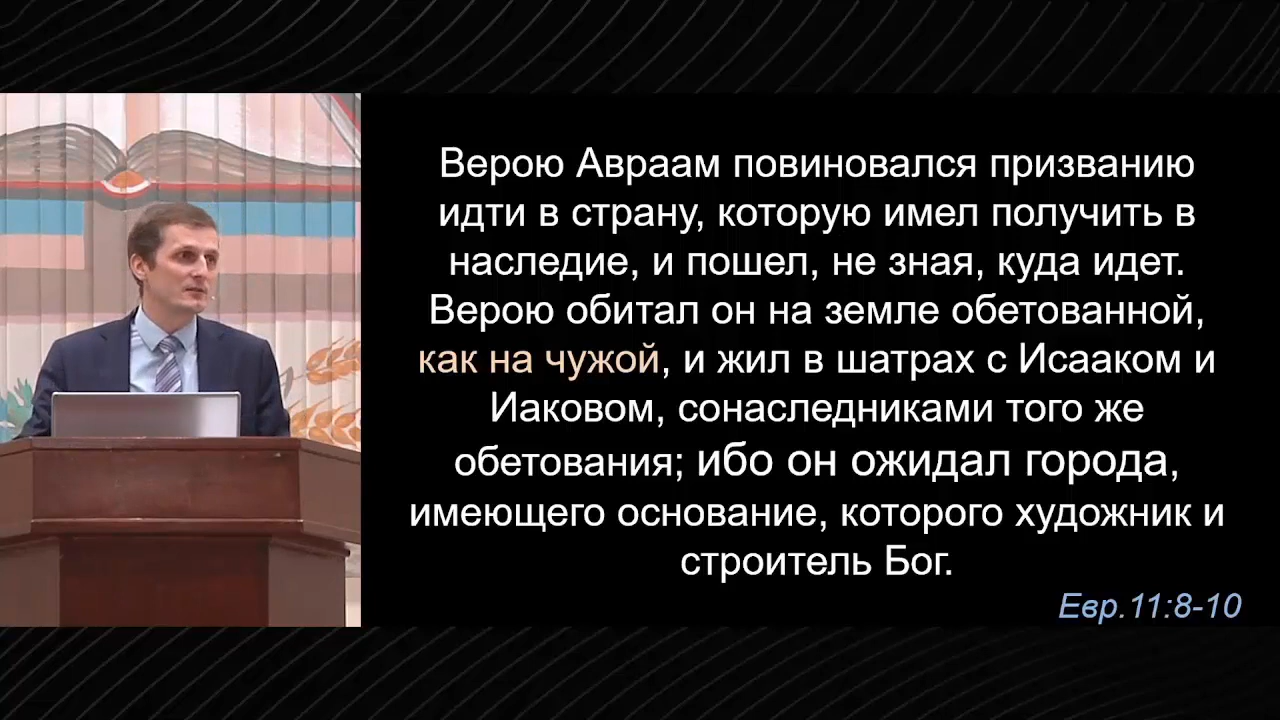 Верою Авраам повиновался призванию
идти в страну, которую имел получить в
наследие, и пошел, не зная, куда идет.
Верою обитал он на земле обетованной,
как на чужой, и жил в шатрах с Исааком и
Иаковом, сонаследниками того же
обетования; ибо он ожидал города,
имеющего основание, которого художник и
строитель Бог.
Евр.11:8-10